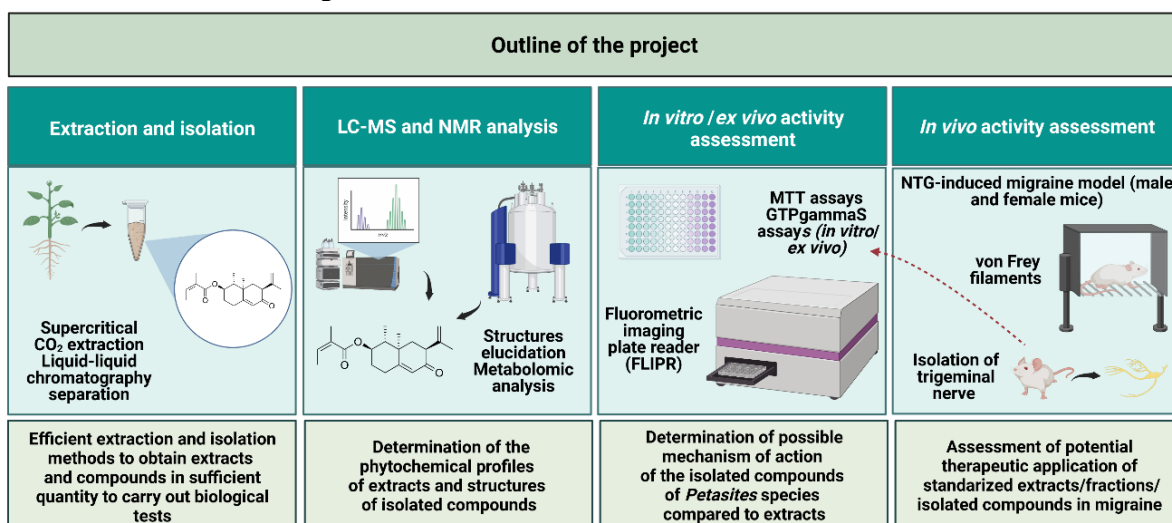 Outline of the project
Extraction and isolation
Supercritical
CO₂ extraction
Liquid-liquid
chromatography
separation
Efficient extraction and isolation
methods to obtain extracts
and compounds in sufficient
quantity to carry out biological
tests
LC-MS and NMR analysis
Intensity
m/z
Structures
elucidation
Metabolomic
analysis
Determination of the
phytochemical profiles
of extracts and structures
of isolated compounds
In vitro / ex vivo activity
assessment
MTT assays
GTPgammaS
assays (in vitro/
ex vivo)
Fluorometric
imaging
plate reader
(FLIPR)
Determination of possible
mechanism of action
of the isolated compounds
of Petasites species
compared to extracts
In vivo activity assessment
NTG-induced migraine model (male
and female mice)
von Frey
filaments
Isolation of
trigeminal
nerve
Assessment of potential
therapeutic application of
standarized extracts/fractions/
isolated compounds in migraine